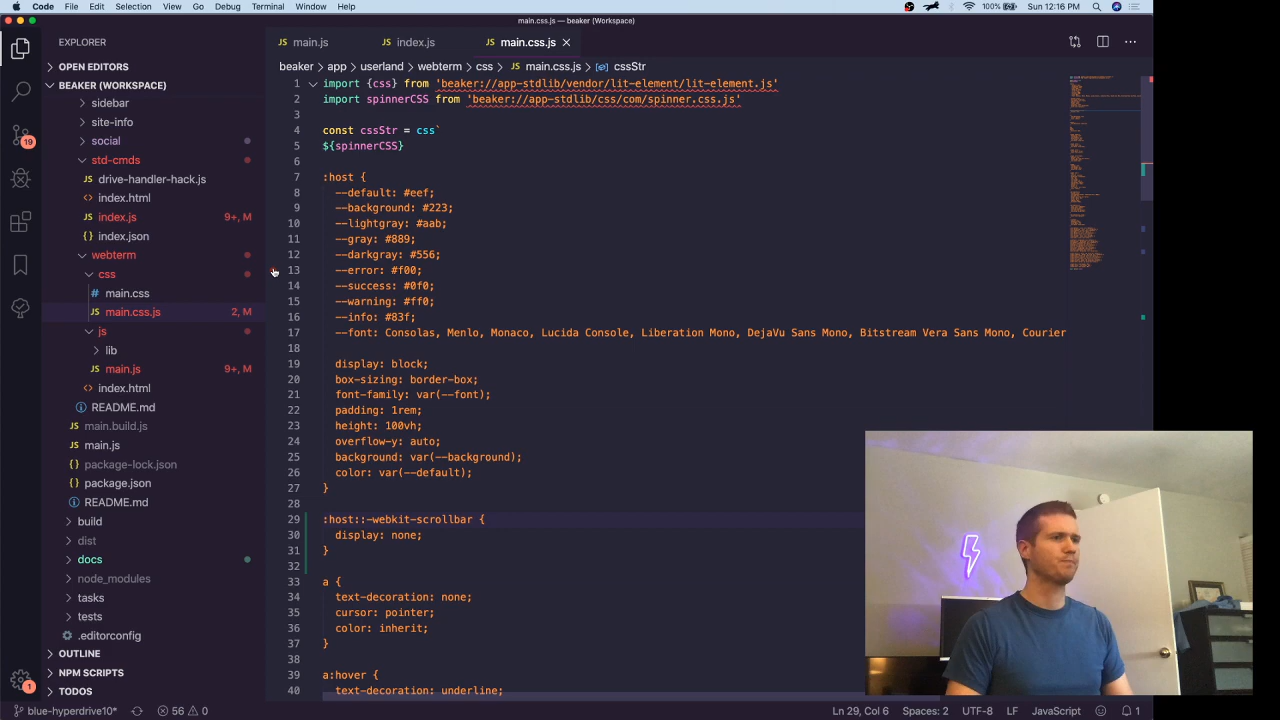 Code File Edit Selection View Go Debug Terminal Window Help 100% Sun 12:16 PM
main.css.js — beaker (Workspace)
EXPLORER
OPEN EDITORS
BEAKER (WORKSPACE)
sidebar
site-info
social
std-cmds
JS drive-handler-hack.js
<> index.html
JS index.js 9+, M
{} index.json
webterm
css
# main.css
JS main.css.js 2, M
js
lib
JS main.js 9+, M
<> index.html
README.md
JS main.build.js
JS main.js
{} package-lock.json
{} package.json
README.md
build
dist
docs
node_modules
tasks
tests
.editorconfig
OUTLINE
NPM SCRIPTS
TODOS
19
1
JS main.js JS index.js JS main.css.js
beaker > app > userland > webterm > css > JS main.css.js > cssStr
1 import {css} from 'beaker://app-stdlib/vendor/lit-element/lit-element.js'
2 import spinnerCSS from 'beaker://app-stdlib/css/com/spinner.css.js'
3
4 const cssStr = css`
5 ${spinnerCSS}
6
7 :host {
8 --default: #eef;
9 --background: #223;
10 --lightgray: #aab;
11 --gray: #889;
12 --darkgray: #556;
13 --error: #f00;
14 --success: #0f0;
15 --warning: #ff0;
16 --info: #83f;
17 --font: Consolas, Menlo, Monaco, Lucida Console, Liberation Mono, DejaVu Sans Mono, Bitstream Vera Sans Mono, Courier
18
19 display: block;
20 box-sizing: border-box;
21 font-family: var(--font);
22 padding: 1rem;
23 height: 100vh;
24 overflow-y: auto;
25 background: var(--background);
26 color: var(--default);
27 }
28
29 :host::-webkit-scrollbar {
30 display: none;
31 }
32
33 a {
34 text-decoration: none;
35 cursor: pointer;
36 color: inherit;
37 }
38
39 a:hover {
40 text-decoration: underline;
blue-hyperdrive10* 56 0 Ln 29, Col 6 Spaces: 2 UTF-8 LF JavaScript 1